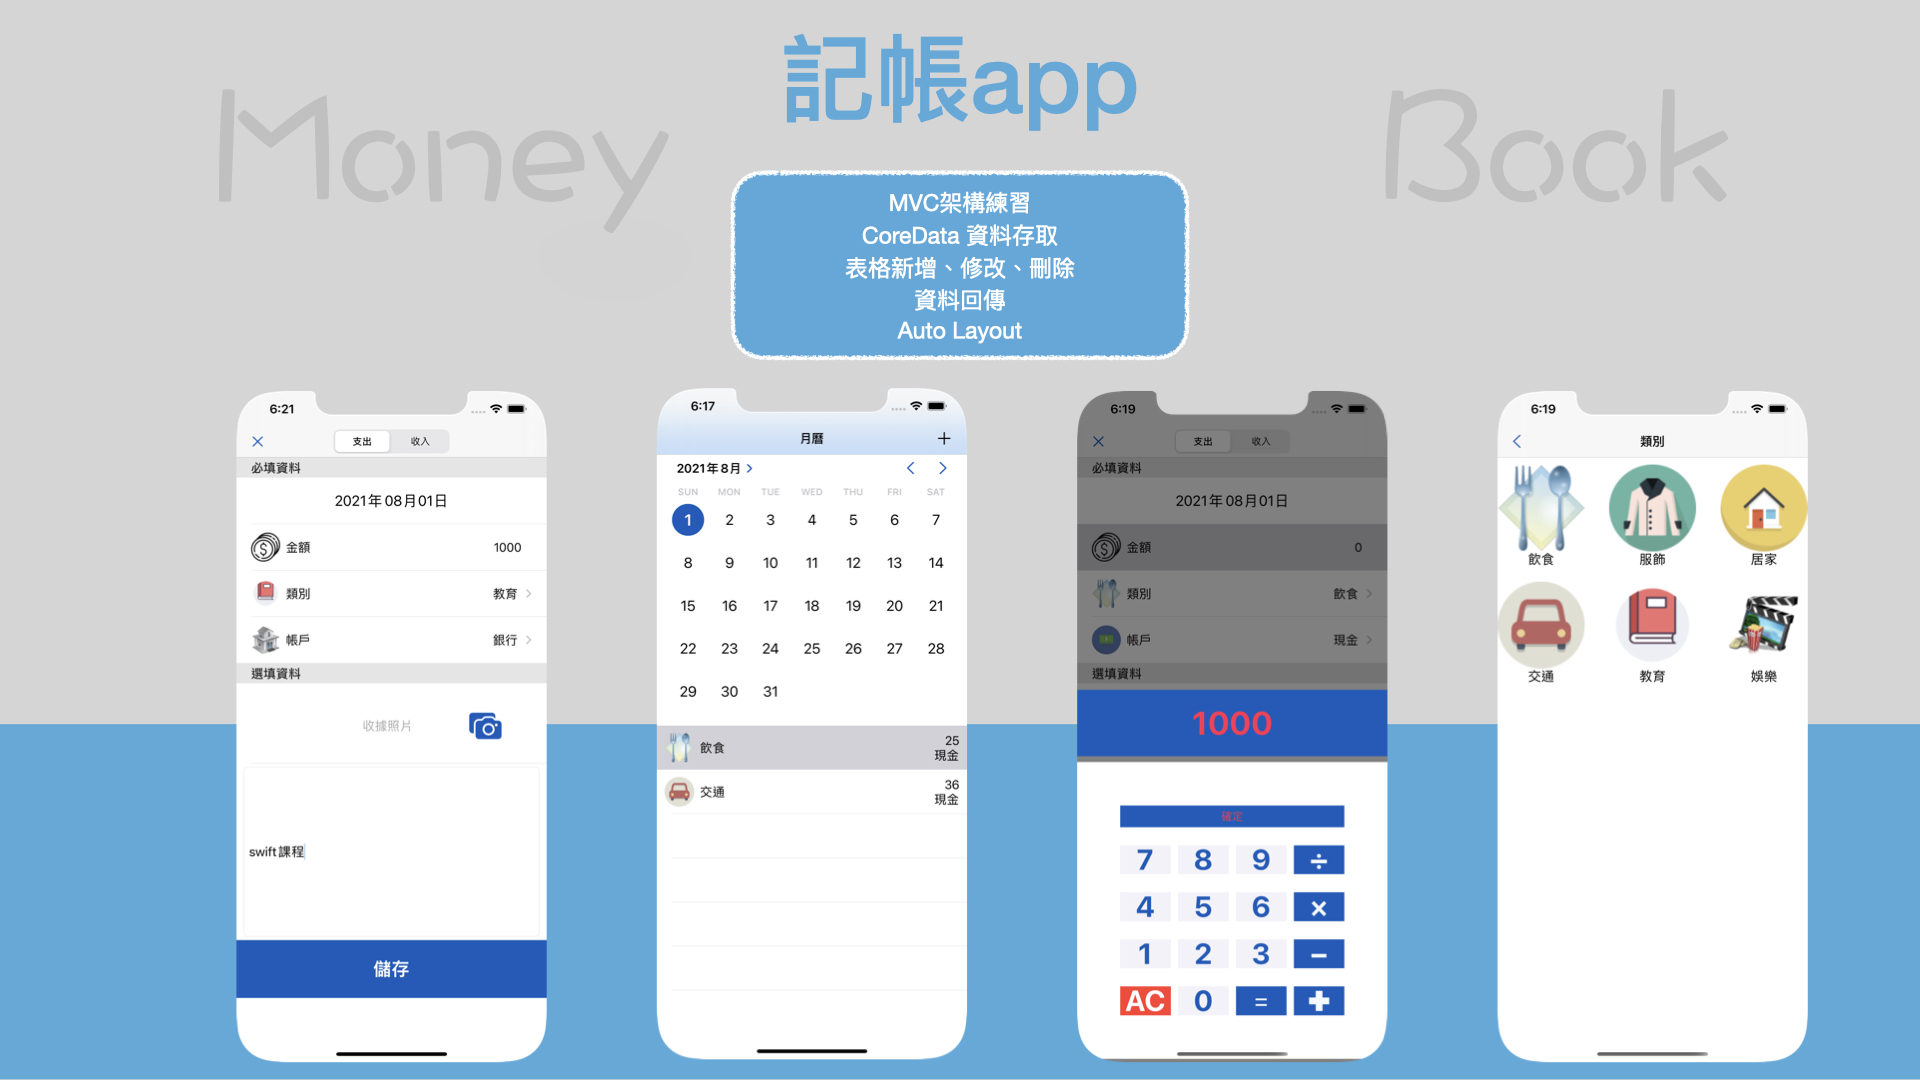 記帳app
Money
Book
MVC架構練習
CoreData 資料存取
表格新增、修改、刪除
資料回傳
Auto Layout
6:21
支出 收入
必填資料
2021年08月01日
金額 1000
類別 教育
帳戶 銀行
選填資料
收據照片
swift課程
儲存
6:17
月曆
2021年8月
SUN MON TUE WED THU FRI SAT
1 2 3 4 5 6 7
8 9 10 11 12 13 14
15 16 17 18 19 20 21
22 23 24 25 26 27 28
29 30 31
飲食 25
現金
交通 36
現金
6:19
支出 收入
必填資料
2021年08月01日
金額 0
類別 飲食
帳戶 現金
選填資料
1000
確定
7 8 9 ÷
4 5 6 ×
1 2 3 −
AC 0 = +
6:19
類別
飲食 服飾 居家
交通 教育 娛樂